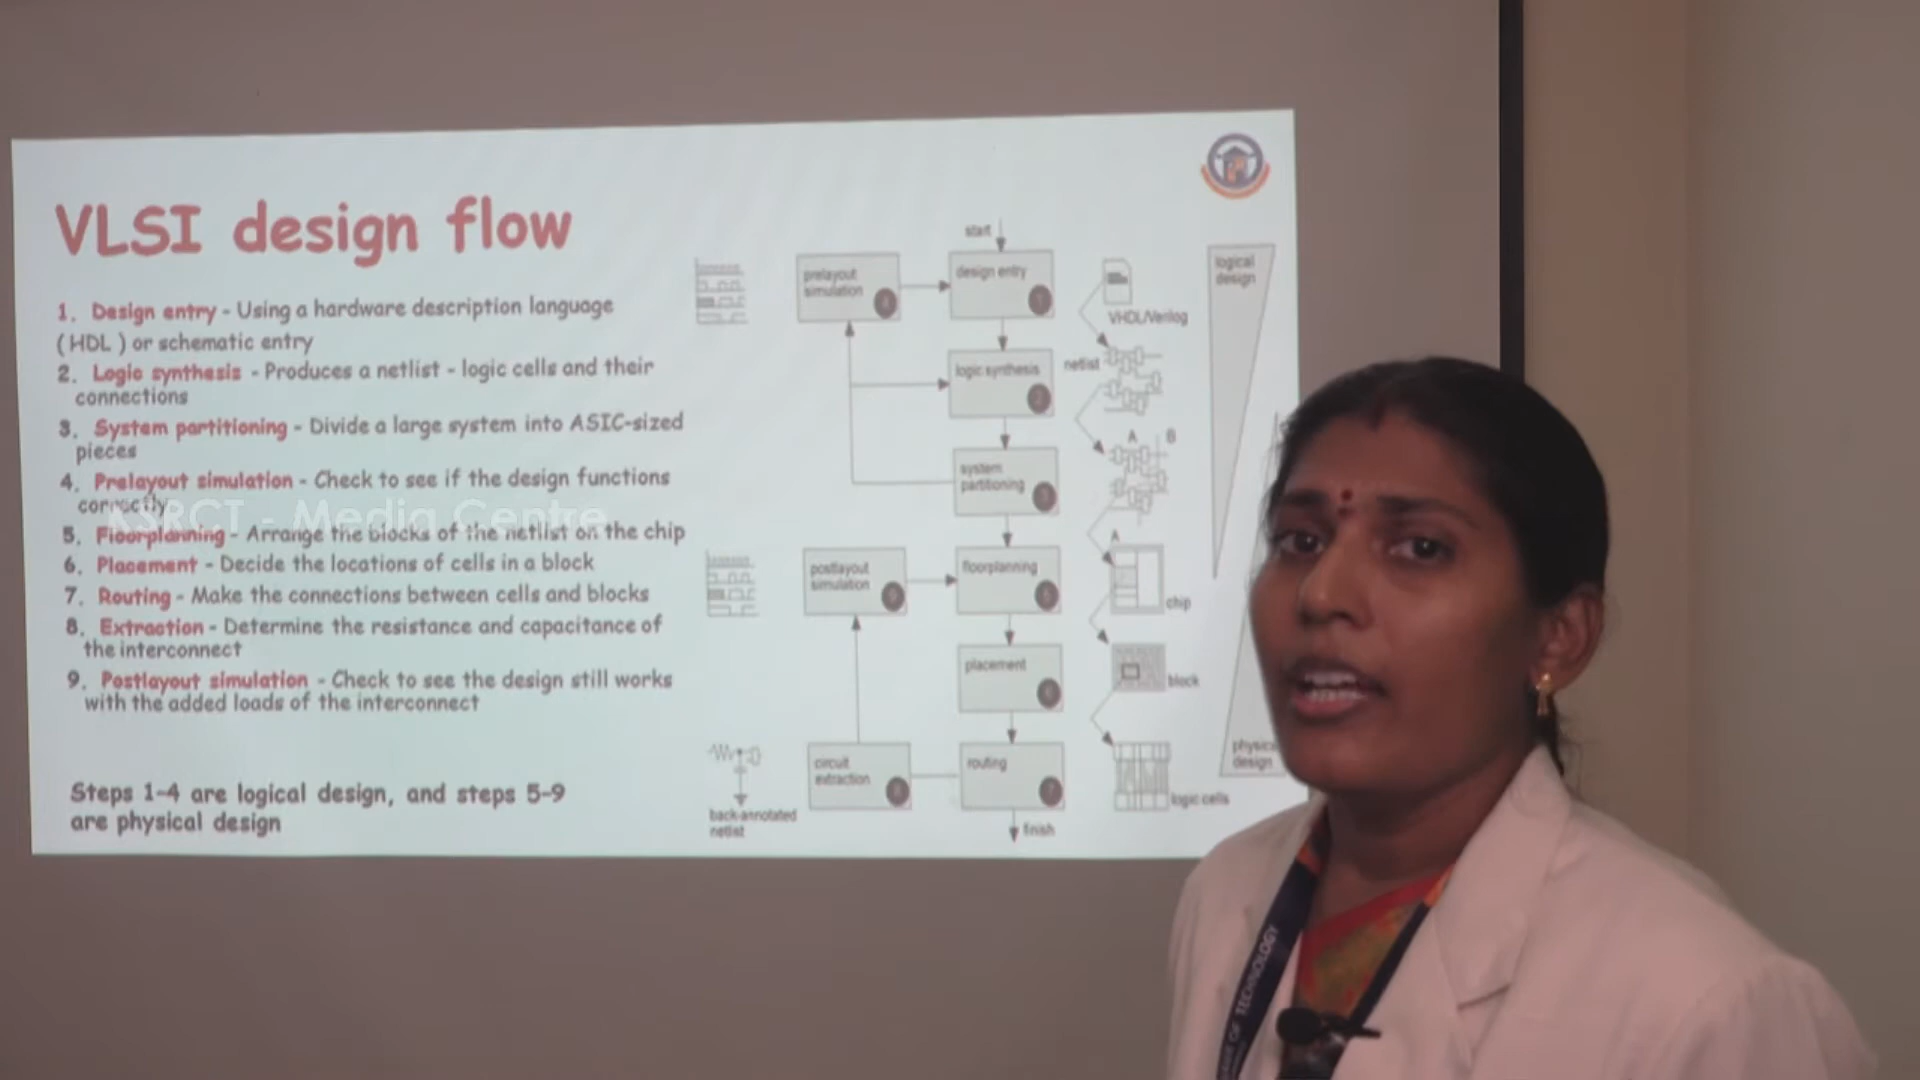 VLSI design flow
1. Design entry - Using a hardware description language
( HDL ) or schematic entry
2. Logic synthesis - Produces a netlist - logic cells and their
connections
3. System partitioning - Divide a large system into ASIC-sized
pieces
4. Prelayout simulation - Check to see if the design functions
correctly
KSRCT - Media Centre
5. Floorplanning - Arrange the blocks of the netlist on the chip
6. Placement - Decide the locations of cells in a block
7. Routing - Make the connections between cells and blocks
8. Extraction - Determine the resistance and capacitance of
the interconnect
9. Postlayout simulation - Check to see the design still works
with the added loads of the interconnect
Steps 1-4 are logical design, and steps 5-9
are physical design
start
prelayout
simulation
4
design entry
1
VHDL/Verilog
logical
design
logic synthesis
2
netlist
system
partitioning
3
A B
A
postlayout
simulation
9
floorplanning
5
chip
placement
6
block
circuit
extraction
8
routing
7
logic cells
back-annotated
netlist
finish
design
OF TECHNOLOGY